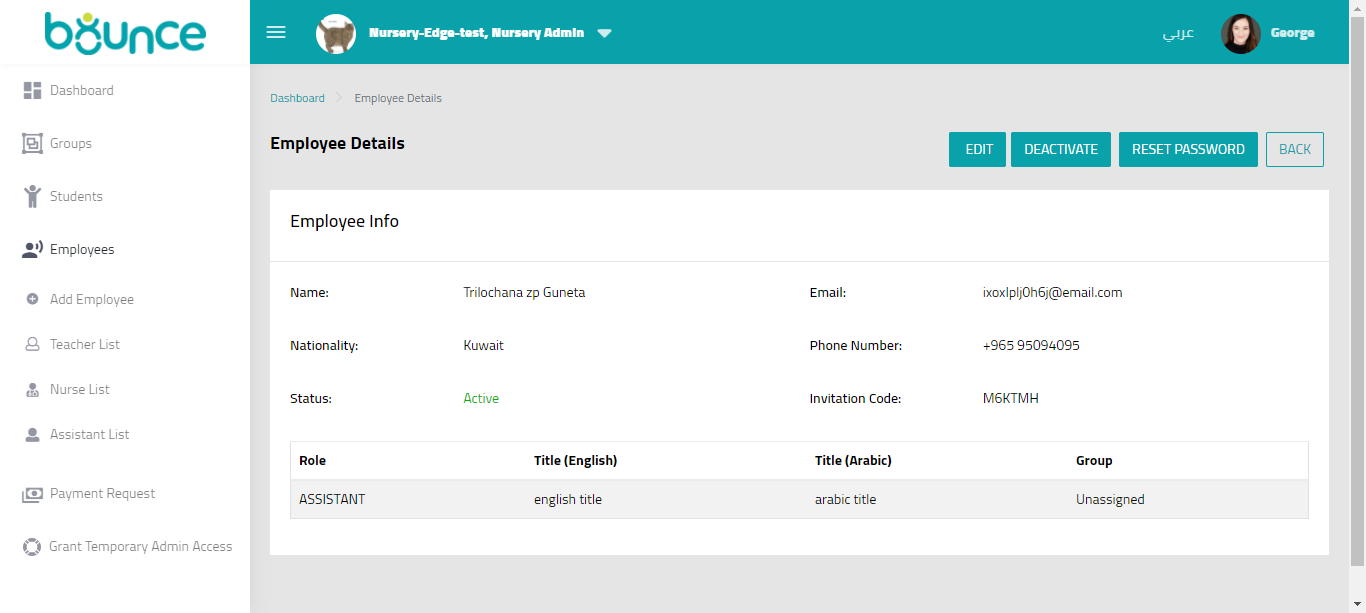 bounce
Nursery-Edge-test, Nursery Admin
عربي
George
Dashboard
Groups
Students
Employees
Add Employee
Teacher List
Nurse List
Assistant List
Payment Request
Grant Temporary Admin Access
Dashboard > Employee Details
Employee Details
EDIT DEACTIVATE RESET PASSWORD BACK
Employee Info
Name: Trilochana zp Guneta Email: ixoxlplj0h6j@email.com
Nationality: Kuwait Phone Number: +965 95094095
Status: Active Invitation Code: M6KTMH
Role Title (English) Title (Arabic) Group
ASSISTANT english title arabic title Unassigned